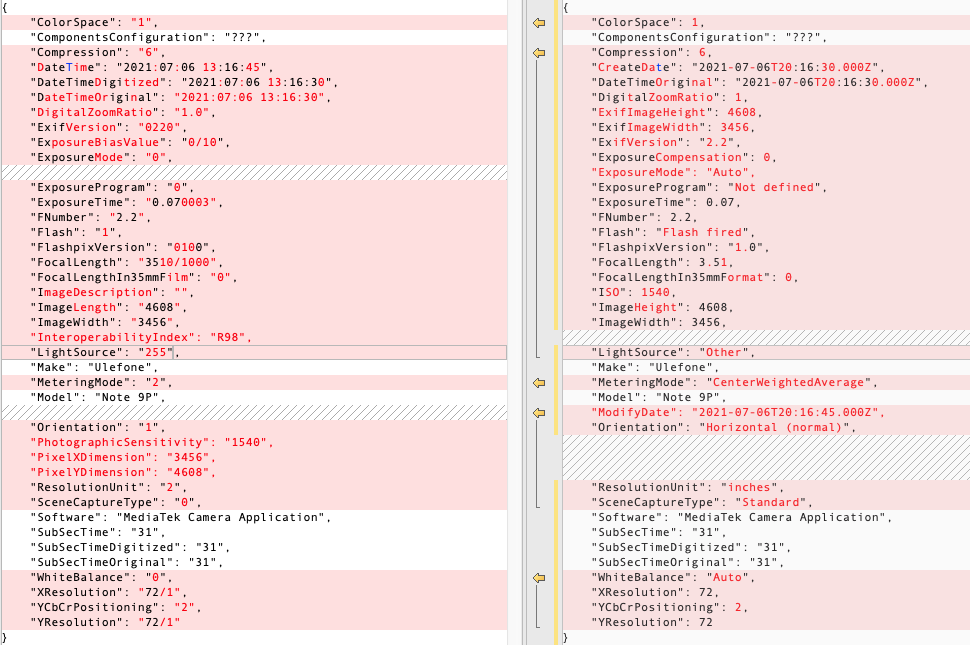 {
"ColorSpace": "1",
"ComponentsConfiguration": "???",
"Compression": "6",
"DateTime": "2021:07:06 13:16:45",
"DateTimeDigitized": "2021:07:06 13:16:30",
"DateTimeOriginal": "2021:07:06 13:16:30",
"DigitalZoomRatio": "1.0",
"ExifVersion": "0220",
"ExposureBiasValue": "0/10",
"ExposureMode": "0",
"ExposureProgram": "0",
"ExposureTime": "0.070003",
"FNumber": "2.2",
"Flash": "1",
"FlashpixVersion": "0100",
"FocalLength": "3510/1000",
"FocalLengthIn35mmFilm": "0",
"ImageDescription": "",
"ImageLength": "4608",
"ImageWidth": "3456",
"InteroperabilityIndex": "R98",
"LightSource": "255",
"Make": "Ulefone",
"MeteringMode": "2",
"Model": "Note 9P",
"Orientation": "1",
"PhotographicSensitivity": "1540",
"PixelXDimension": "3456",
"PixelYDimension": "4608",
"ResolutionUnit": "2",
"SceneCaptureType": "0",
"Software": "MediaTek Camera Application",
"SubSecTime": "31",
"SubSecTimeDigitized": "31",
"SubSecTimeOriginal": "31",
"WhiteBalance": "0",
"XResolution": "72/1",
"YCbCrPositioning": "2",
"YResolution": "72/1"
}
{
"ColorSpace": 1,
"ComponentsConfiguration": "???",
"Compression": 6,
"CreateDate": "2021-07-06T20:16:30.000Z",
"DateTimeOriginal": "2021-07-06T20:16:30.000Z",
"DigitalZoomRatio": 1,
"ExifImageHeight": 4608,
"ExifImageWidth": 3456,
"ExifVersion": "2.2",
"ExposureCompensation": 0,
"ExposureMode": "Auto",
"ExposureProgram": "Not defined",
"ExposureTime": 0.07,
"FNumber": 2.2,
"Flash": "Flash fired",
"FlashpixVersion": "1.0",
"FocalLength": 3.51,
"FocalLengthIn35mmFormat": 0,
"ISO": 1540,
"ImageHeight": 4608,
"ImageWidth": 3456,
"LightSource": "Other",
"Make": "Ulefone",
"MeteringMode": "CenterWeightedAverage",
"Model": "Note 9P",
"ModifyDate": "2021-07-06T20:16:45.000Z",
"Orientation": "Horizontal (normal)",
"ResolutionUnit": "inches",
"SceneCaptureType": "Standard",
"Software": "MediaTek Camera Application",
"SubSecTime": "31",
"SubSecTimeDigitized": "31",
"SubSecTimeOriginal": "31",
"WhiteBalance": "Auto",
"XResolution": 72,
"YCbCrPositioning": 2,
"YResolution": 72
}